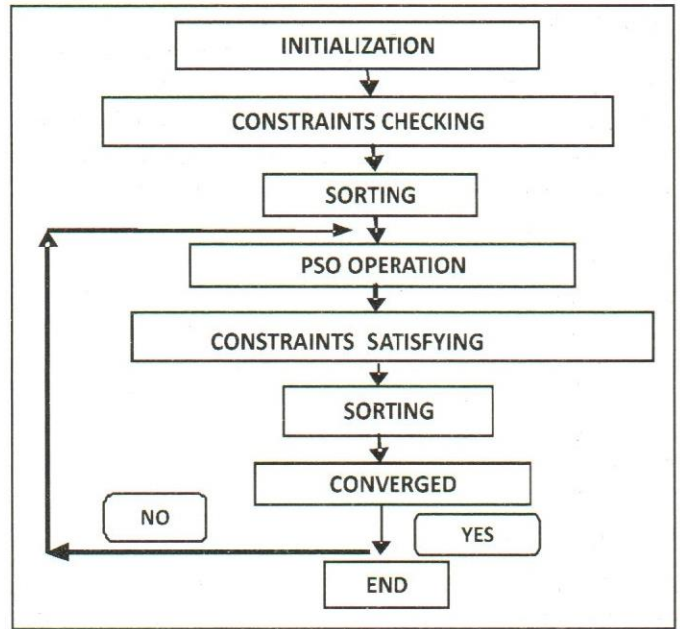 INITIALIZATION
CONSTRAINTS CHECKING
SORTING
PSO OPERATION
CONSTRAINTS SATISFYING
SORTING
CONVERGED
NO
YES
END